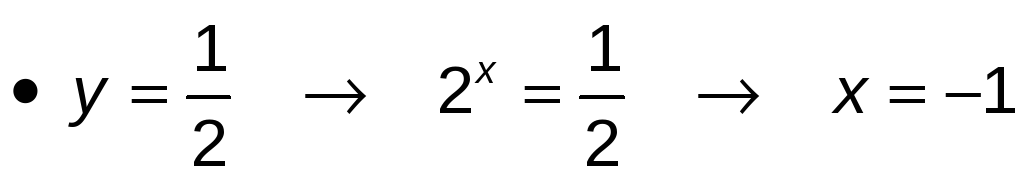 • y = 1/2 → 2^x = 1/2 → x = −1